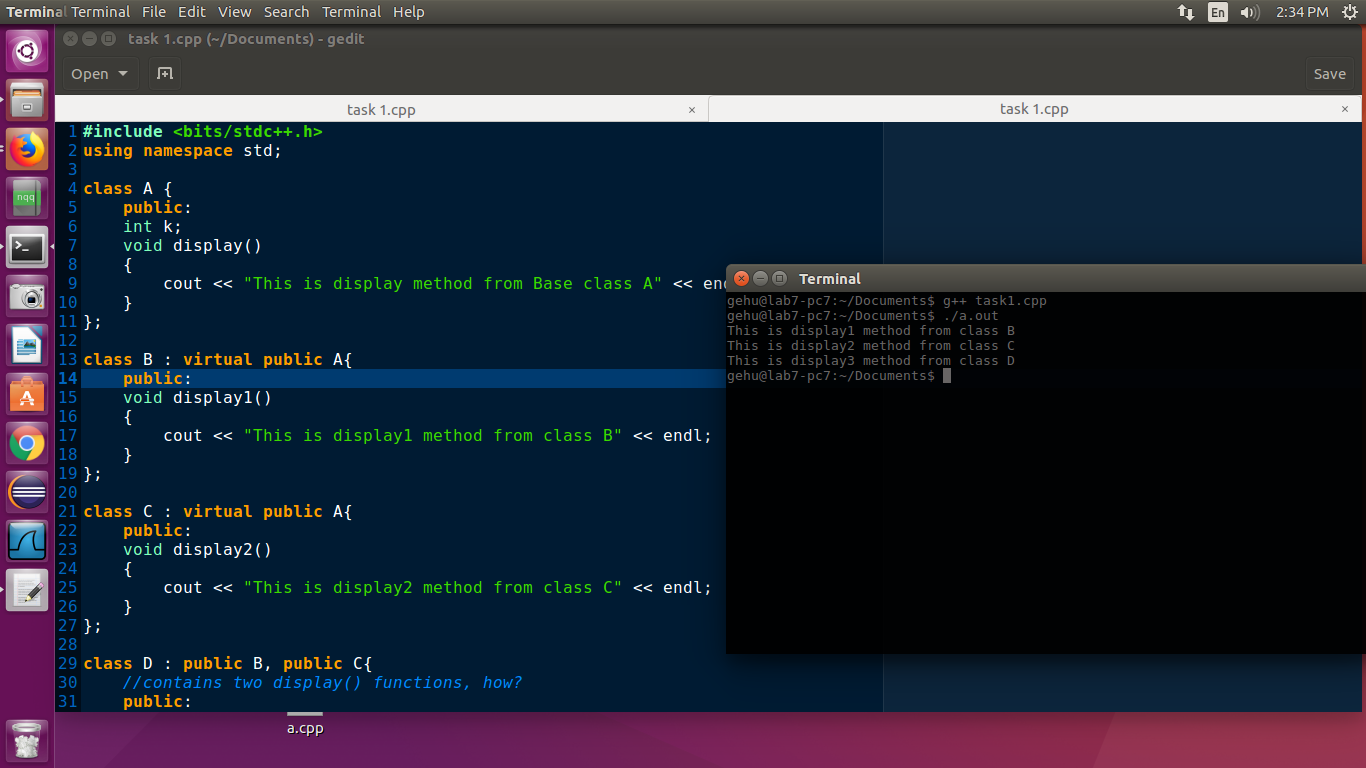 Terminal Terminal File Edit View Search Terminal Help En 2:34 PM
task 1.cpp (~/Documents) - gedit
Open Save
task 1.cpp × task 1.cpp ×
1 #include <bits/stdc++.h>
2 using namespace std;
3
4 class A {
5 public:
6 int k;
7 void display()
8 {
9 cout << "This is display method from Base class A" << en
10 }
11 };
12
13 class B : virtual public A{
14 public:
15 void display1()
16 {
17 cout << "This is display1 method from class B" << endl;
18 }
19 };
20
21 class C : virtual public A{
22 public:
23 void display2()
24 {
25 cout << "This is display2 method from class C" << endl;
26 }
27 };
28
29 class D : public B, public C{
30 //contains two display() functions, how?
31 public:
Terminal
gehu@lab7-pc7:~/Documents$ g++ task1.cpp
gehu@lab7-pc7:~/Documents$ ./a.out
This is display1 method from class B
This is display2 method from class C
This is display3 method from class D
gehu@lab7-pc7:~/Documents$
nqq
a.cpp